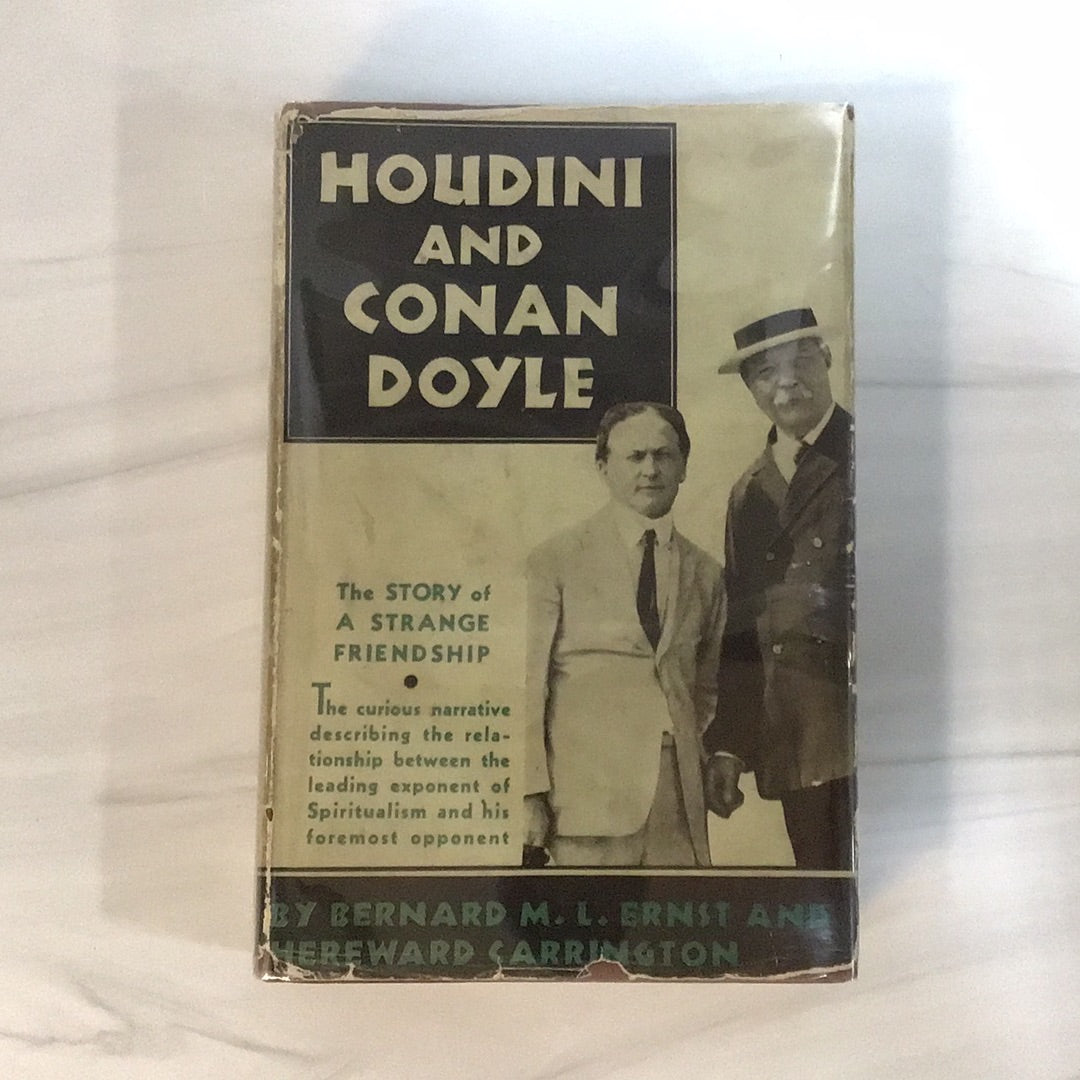 HOUDINI
AND
CONAN
DOYLE
The STORY of
A STRANGE
FRIENDSHIP
The curious narrative
describing the rela-
tionship between the
leading exponent of
Spiritualism and his
foremost opponent
BY BERNARD M. L. ERNST AND
HEREWARD CARRINGTON